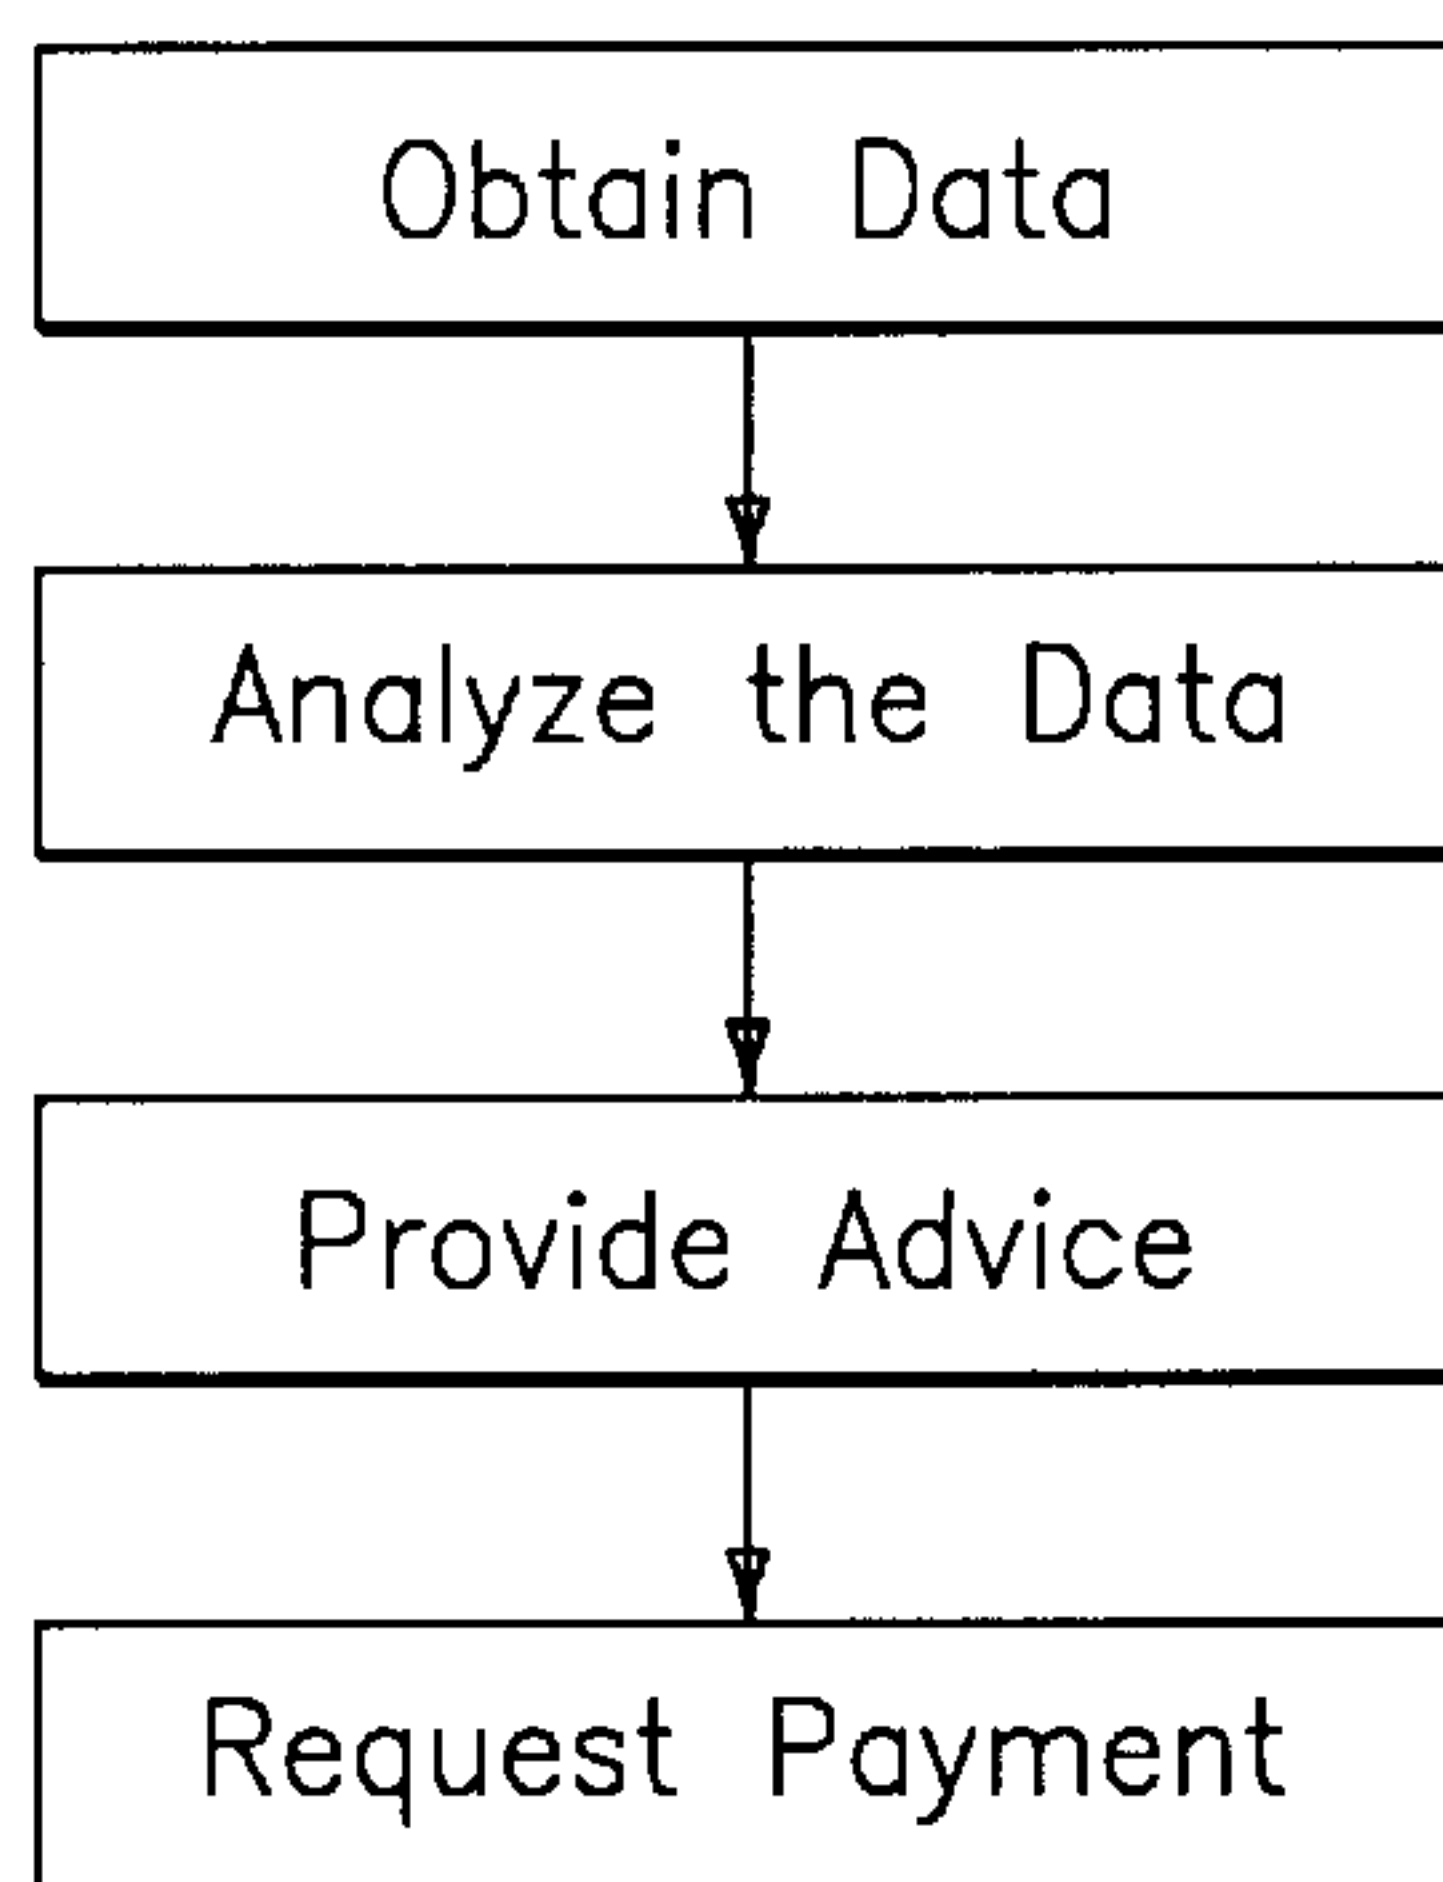 Obtain Data
Analyze the Data
Provide Advice
Request Payment